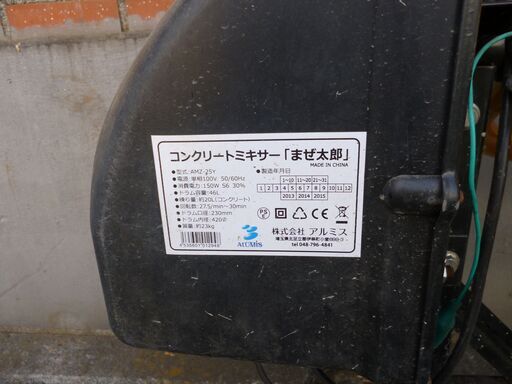 コンクリートミキサー「まぜ太郎」
MADE IN CHINA
●型式:AMZ-25Y
●電源:単相100V 50/60Hz
●消費電力:150W S6 30%
●ドラム容量:46L
●練り量:約20L(コンクリート)
●回転数:27.5/min〜30min
●ドラム口径:230mm
●ドラム内径:420Φ
●質量:約23kg
●製造年月日
1~10 11~20 21~31
1 2 3 4 5 6 7 8 9 10 11 12
2013 2014 2015
PS E
ALUMIS
株式会社 アルミス
tel 048-796-4841